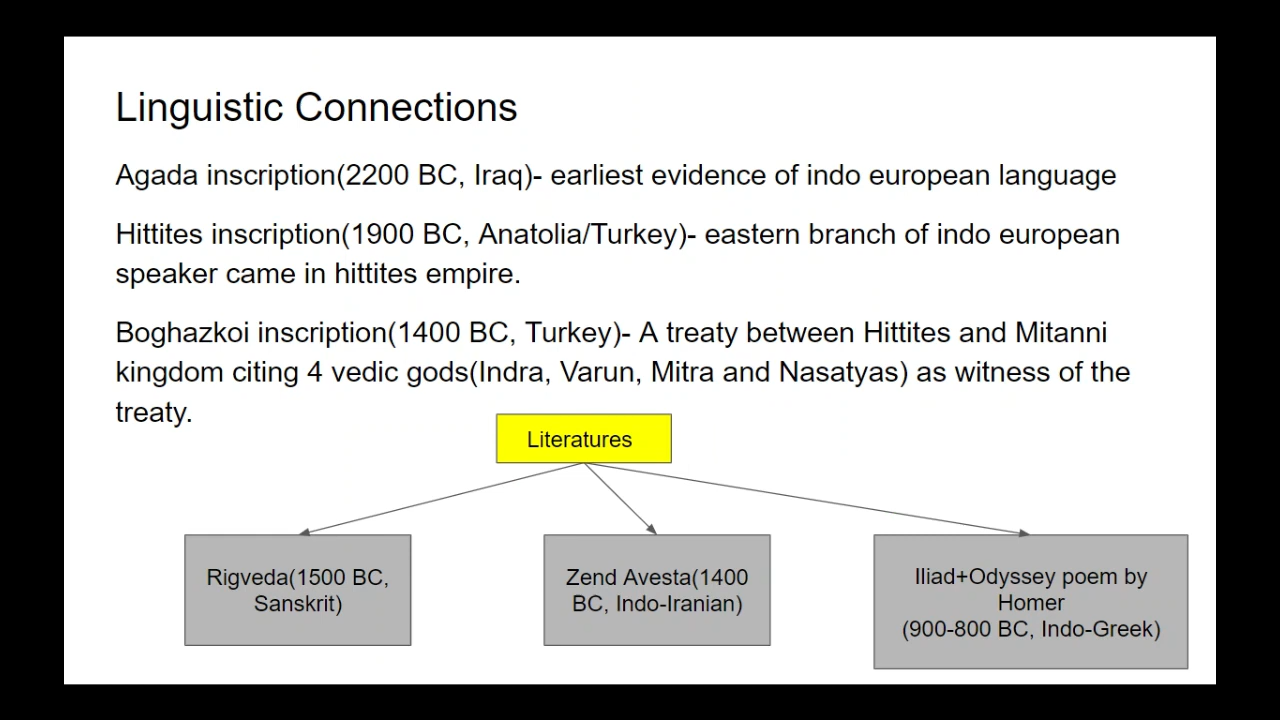 Linguistic Connections
Agada inscription(2200 BC, Iraq)- earliest evidence of indo european language
Hittites inscription(1900 BC, Anatolia/Turkey)- eastern branch of indo european
speaker came in hittites empire.
Boghazkoi inscription(1400 BC, Turkey)- A treaty between Hittites and Mitanni
kingdom citing 4 vedic gods(Indra, Varun, Mitra and Nasatyas) as witness of the
treaty.
Literatures
Rigveda(1500 BC,
Sanskrit)
Zend Avesta(1400
BC, Indo-Iranian)
Iliad+Odyssey poem by
Homer
(900-800 BC, Indo-Greek)